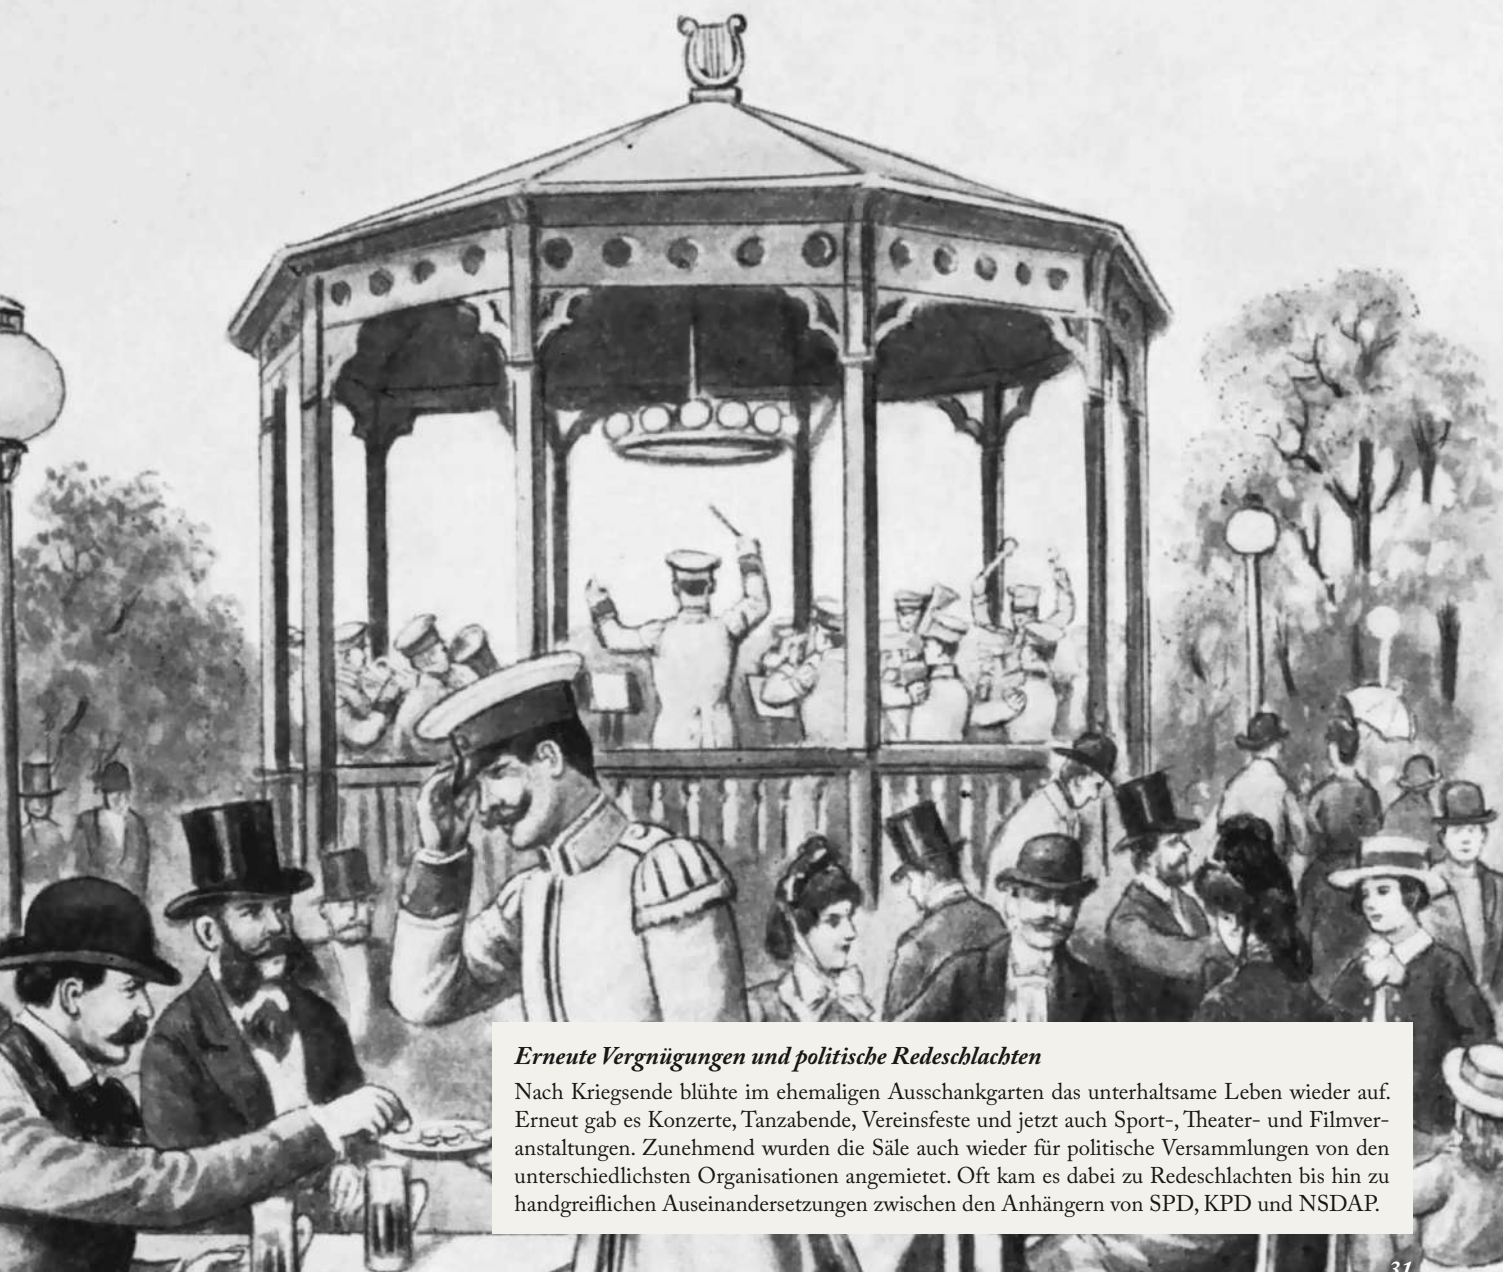 Erneute Vergnügungen und politische Redeschlachten
Nach Kriegsende blühte im ehemaligen Ausschankgarten das unterhaltsame Leben wieder auf.
Erneut gab es Konzerte, Tanzabende, Vereinsfeste und jetzt auch Sport-, Theater- und Filmver-
anstaltungen. Zunehmend wurden die Säle auch wieder für politische Versammlungen von den
unterschiedlichsten Organisationen angemietet. Oft kam es dabei zu Redeschlachten bis hin zu
handgreiflichen Auseinandersetzungen zwischen den Anhängern von SPD, KPD und NSDAP.
31